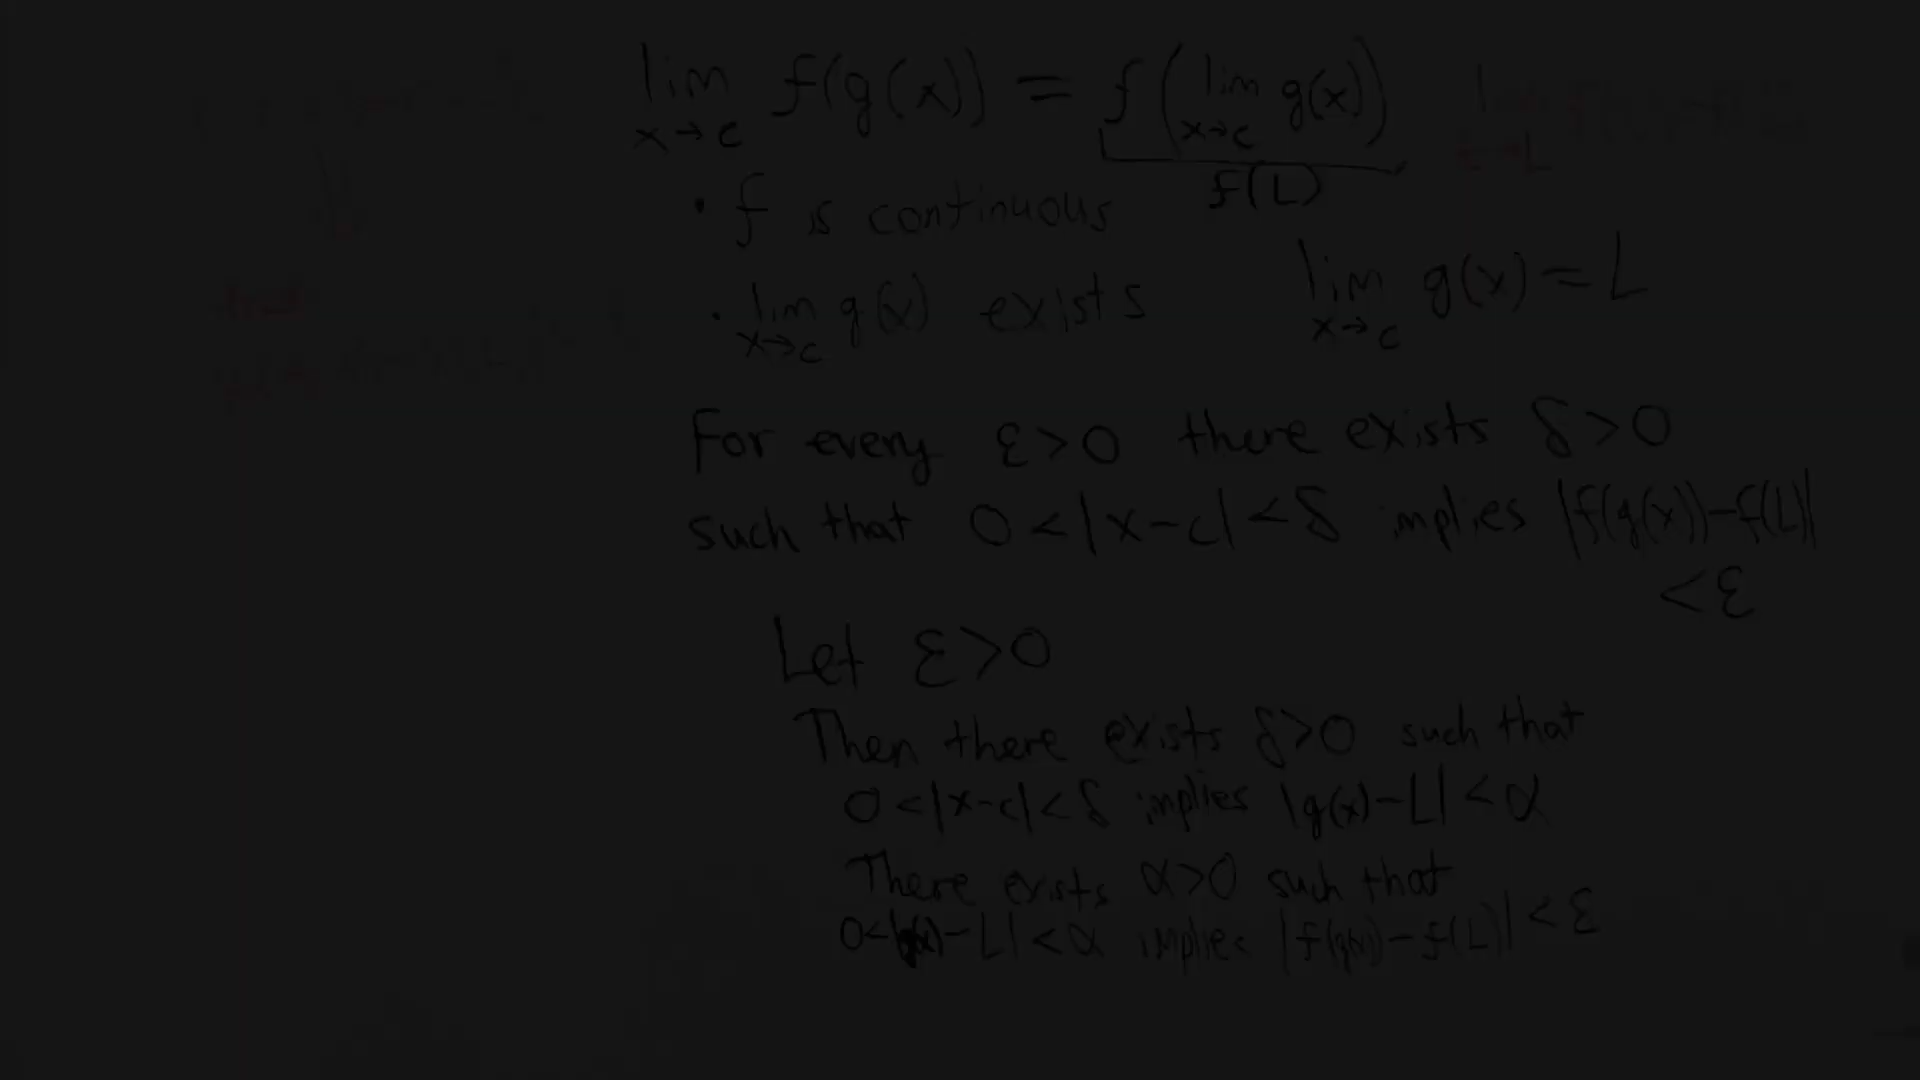 lim f(g(x)) = f(lim g(x))
x→c x→c
f(L)
• f is continuous
• lim g(x) exists lim g(x) = L
x→c x→c
For every ε>0 there exists δ>0
such that 0<|x-c|<δ implies |f(g(x))-f(L)|
<ε
Let ε>0
Then there exists δ>0 such that
0<|x-c|<δ implies |g(x)-L|<α
There exists α>0 such that
0<|g(x)-L|<α implies |f(g(x))-f(L)|<ε